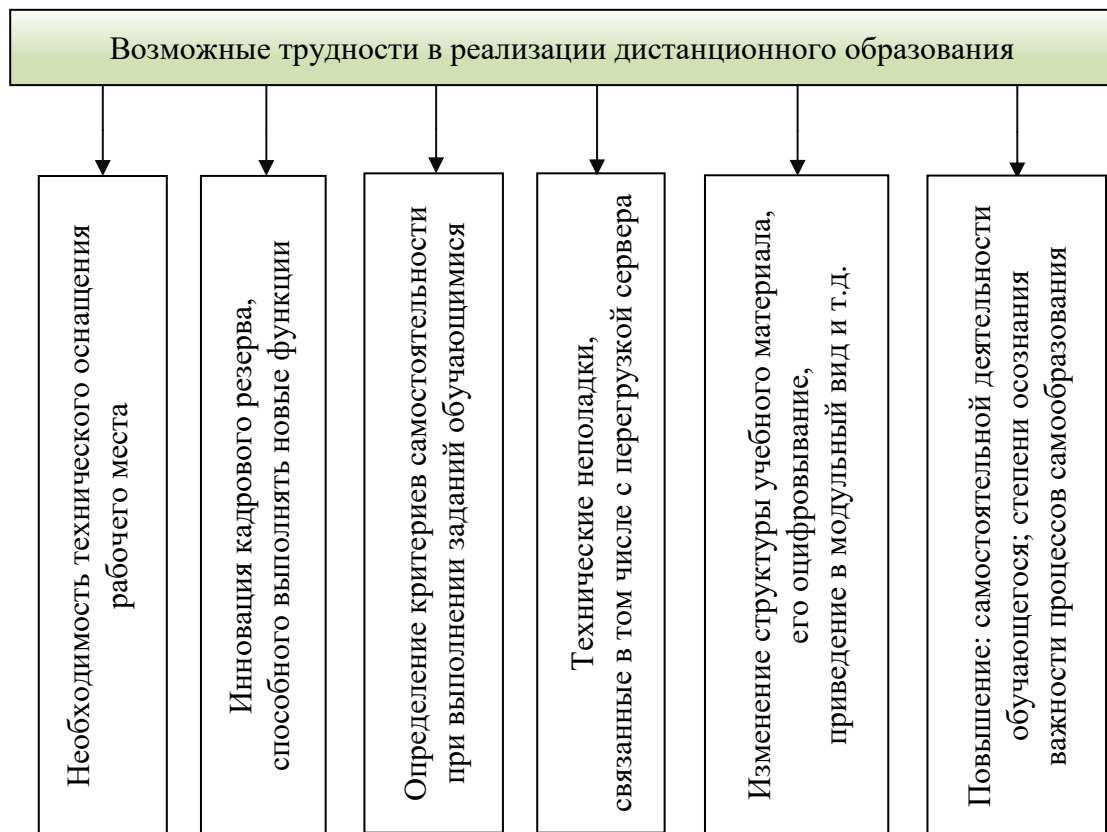 Возможные трудности в реализации дистанционного образования
Необходимость технического оснащения
рабочего места
Инновация кадрового резерва,
способного выполнять новые функции
Определение критериев самостоятельности
при выполнении заданий обучающимися
Технические неполадки,
связанные в том числе с перегрузкой сервера
Изменение структуры учебного материала,
его оцифровывание,
приведение в модульный вид и т.д.
Повышение: самостоятельной деятельности
обучающегося; степени осознания
важности процессов самообразования